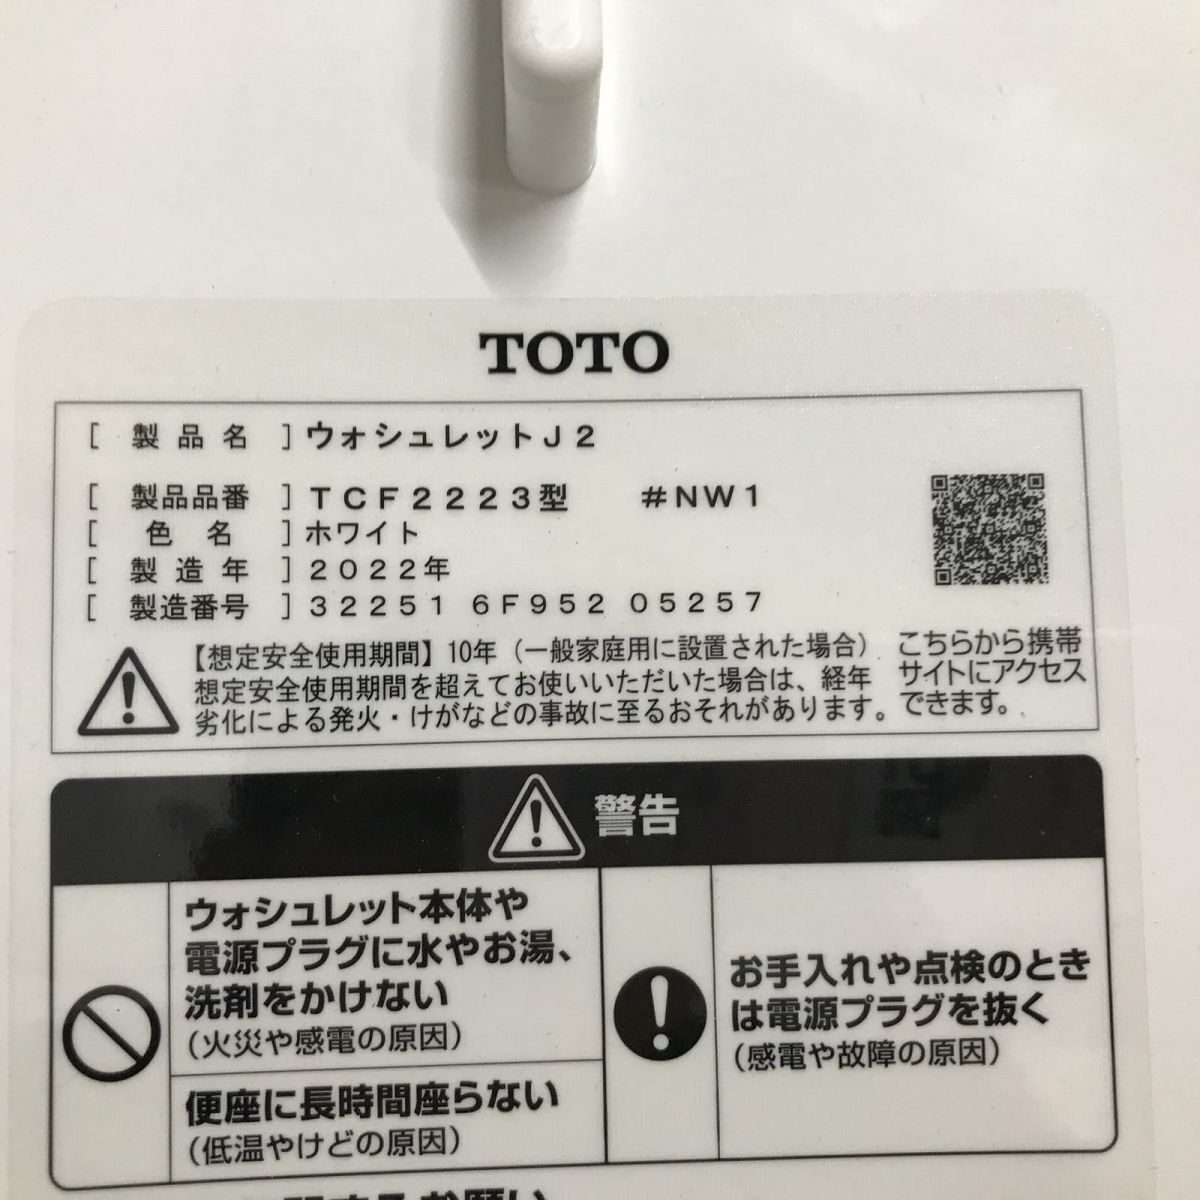 TOTO
[ 製品名 ] ウォシュレットJ2
[ 製品品番 ] TCF2223型 #NW1
[ 色名 ] ホワイト
[ 製造年 ] 2022年
[ 製造番号 ] 32251 6F952 05257
【想定安全使用期間】10年（一般家庭用に設置された場合）
想定安全使用期間を超えてお使いいただいた場合は、経年
劣化による発火・けがなどの事故に至るおそれがあります。
こちらから携帯
サイトにアクセス
できます。
警告
ウォシュレット本体や
電源プラグに水やお湯、
洗剤をかけない
（火災や感電の原因）
便座に長時間座らない
（低温やけどの原因）
お手入れや点検のとき
は電源プラグを抜く
（感電や故障の原因）